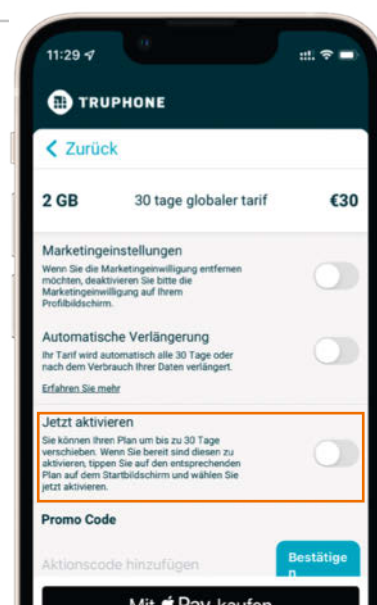 11:29
TRUPHONE
Zurück
2 GB 30 tage globaler tarif €30
Marketingeinstellungen
Wenn Sie die Marketingeinwilligung entfernen
möchten, deaktivieren Sie bitte die
Marketingeinwilligung auf Ihrem
Profilbildschirm.
Automatische Verlängerung
Ihr Tarif wird automatisch alle 30 Tage oder
nach dem Verbrauch Ihrer Daten verlängert.
Erfahren Sie mehr
Jetzt aktivieren
Sie können Ihren Plan um bis zu 30 Tage
verschieben. Wenn Sie bereit sind diesen zu
aktivieren, tippen Sie auf den entsprechenden
Plan auf dem Startbildschirm und wählen Sie
jetzt aktivieren.
Promo Code
Aktionscode hinzufügen
Bestätige
n
Mit Pay kaufen